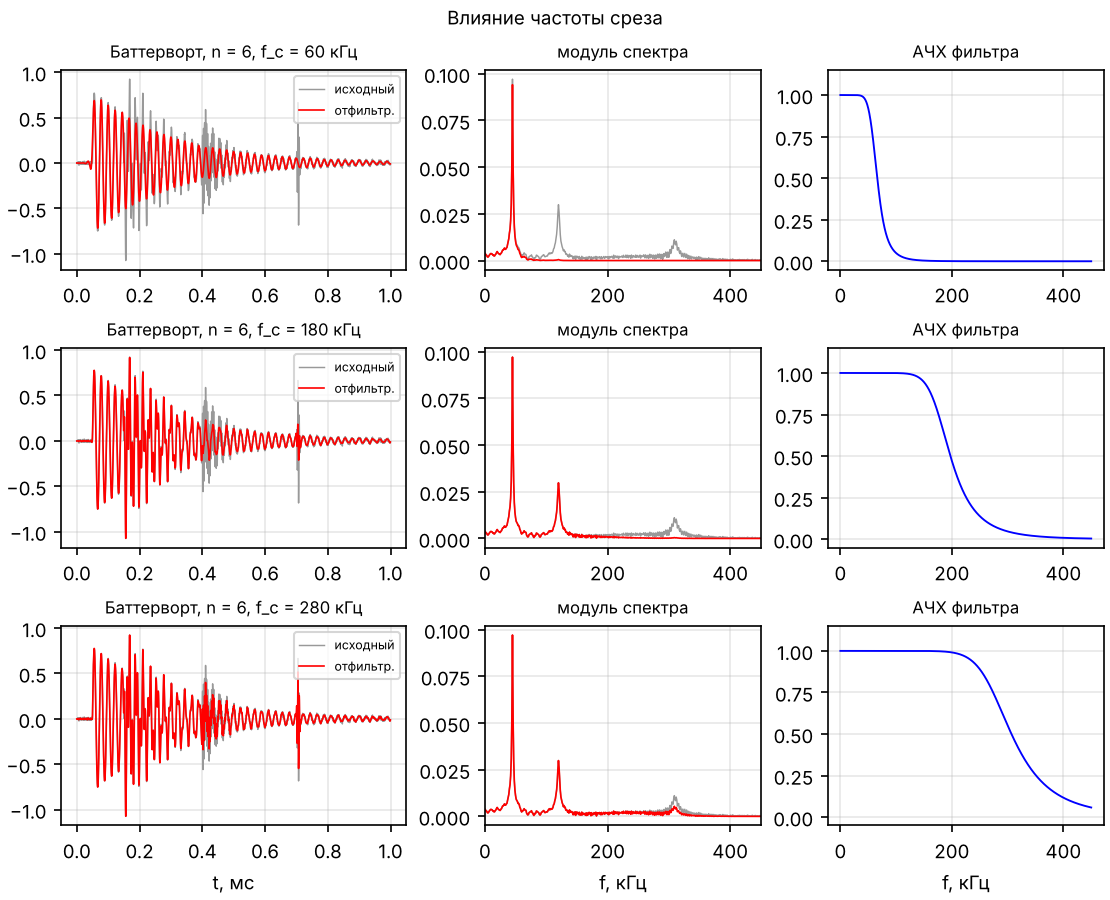 Влияние частоты среза
Баттерворт, n = 6, f_c = 60 кГц
модуль спектра
АЧХ фильтра
1.0
0.5
0.0
−0.5
−1.0
исходный
отфильтр.
0.0 0.2 0.4 0.6 0.8 1.0
0.100
0.075
0.050
0.025
0.000
0 200 400
1.00
0.75
0.50
0.25
0.00
0 200 400
Баттерворт, n = 6, f_c = 180 кГц
модуль спектра
АЧХ фильтра
1.0
0.5
0.0
−0.5
−1.0
исходный
отфильтр.
0.0 0.2 0.4 0.6 0.8 1.0
0.100
0.075
0.050
0.025
0.000
0 200 400
1.00
0.75
0.50
0.25
0.00
0 200 400
Баттерворт, n = 6, f_c = 280 кГц
модуль спектра
АЧХ фильтра
1.0
0.5
0.0
−0.5
−1.0
исходный
отфильтр.
0.0 0.2 0.4 0.6 0.8 1.0
t, мс
0.100
0.075
0.050
0.025
0.000
0 200 400
f, кГц
1.00
0.75
0.50
0.25
0.00
0 200 400
f, кГц